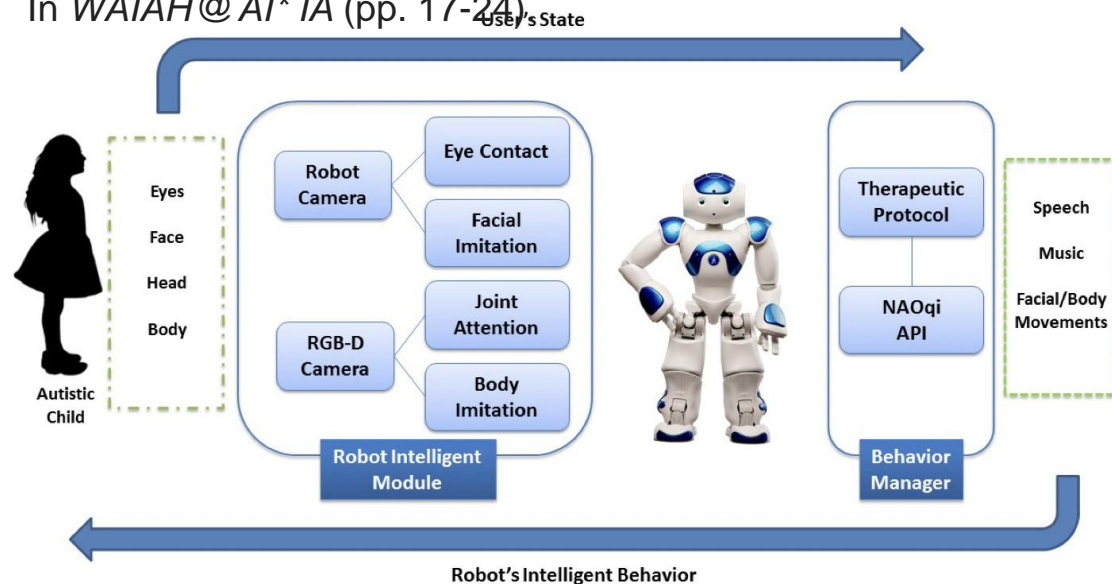 In WAIAH@ AI* IA (pp. 17-24).
User's State
Eyes
Face
Head
Body
Autistic
Child
Robot
Camera
Eye Contact
Facial
Imitation
RGB-D
Camera
Joint
Attention
Body
Imitation
Robot Intelligent
Module
Therapeutic
Protocol
NAOqi
API
Behavior
Manager
Speech
Music
Facial/Body
Movements
Robot's Intelligent Behavior